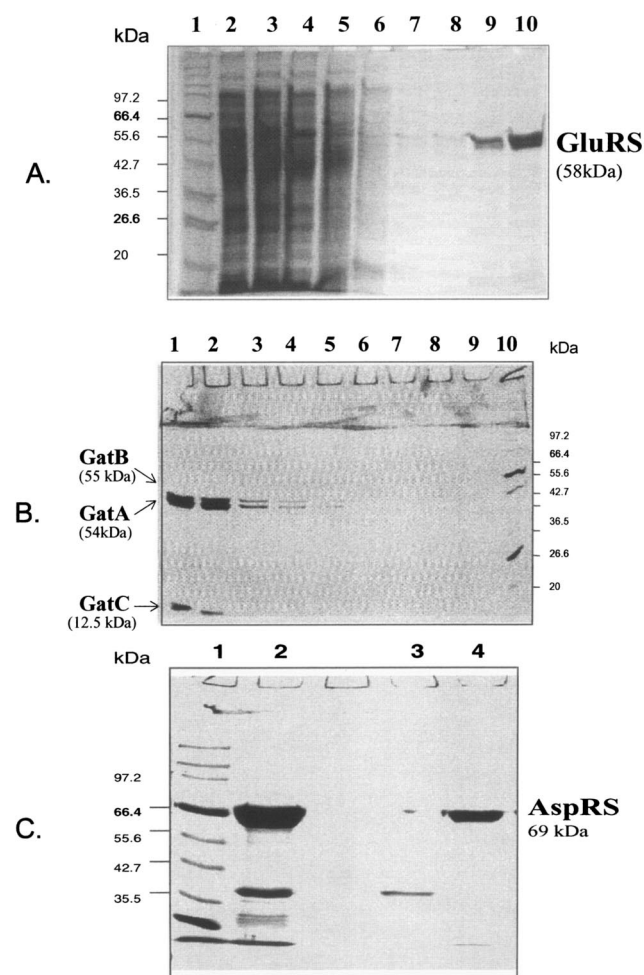 kDa 1 2 3 4 5 6 7 8 9 10
97.2
66.4
55.6
42.7
36.5
26.6
20
A.
GluRS
(58kDa)
1 2 3 4 5 6 7 8 9 10 kDa
GatB
(55 kDa)
GatA
(54kDa)
GatC
(12.5 kDa)
B.
97.2
66.4
55.6
42.7
36.5
26.6
20
kDa 1 2 3 4
97.2
66.4
55.6
42.7
35.5
C.
AspRS
69 kDa